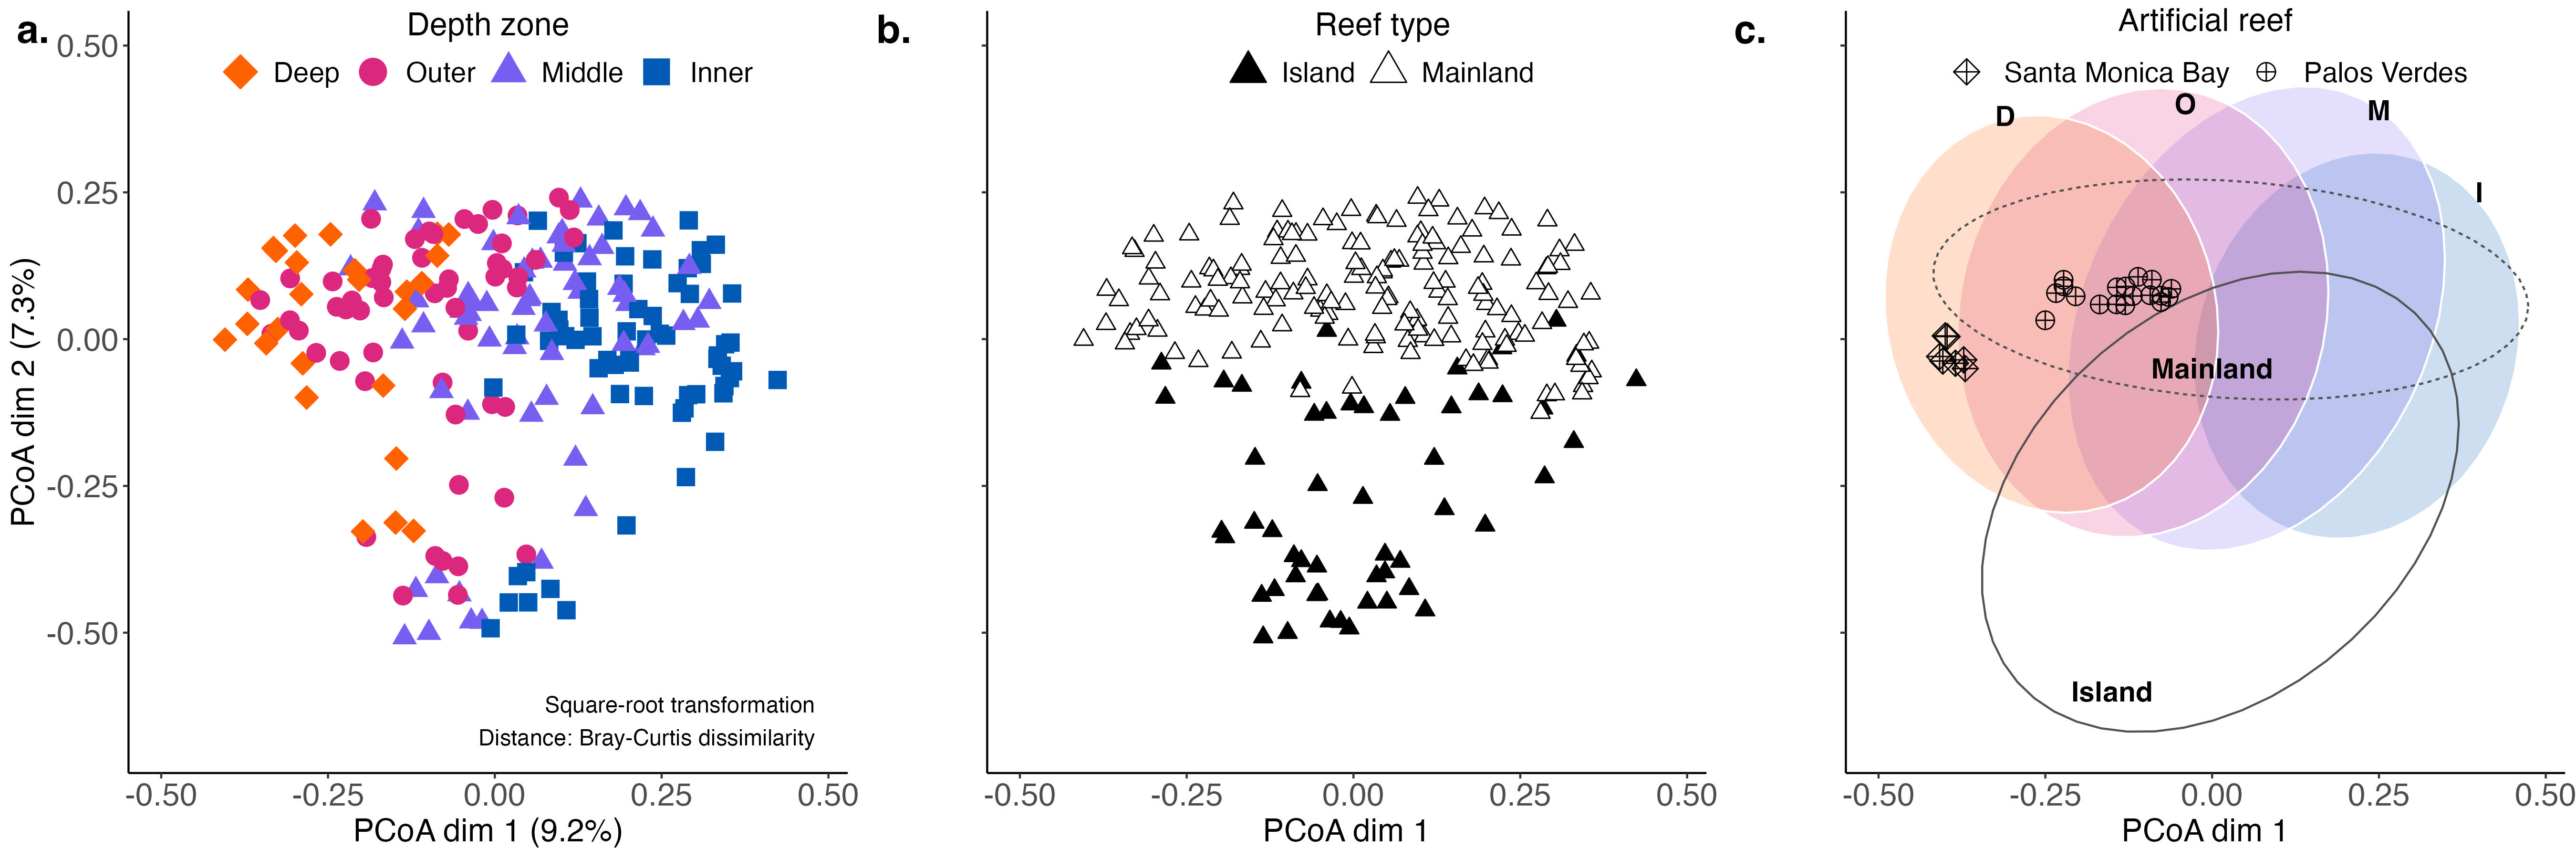 a.
Depth zone
Deep Outer Middle Inner
0.50
0.25
0.00
-0.25
-0.50
PCoA dim 2 (7.3%)
Square-root transformation
Distance: Bray-Curtis dissimilarity
-0.50 -0.25 0.00 0.25 0.50
PCoA dim 1 (9.2%)
b.
Reef type
Island Mainland
-0.50 -0.25 0.00 0.25 0.50
PCoA dim 1
c.
Artificial reef
Santa Monica Bay Palos Verdes
D O M I
Mainland
Island
-0.50 -0.25 0.00 0.25 0.50
PCoA dim 1